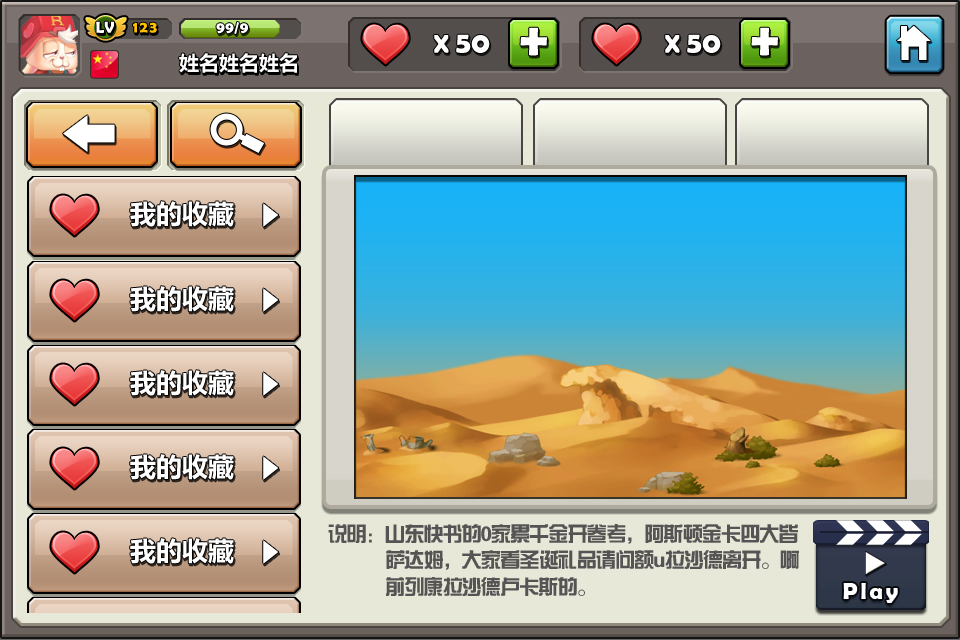 R
LV 123
99/9
姓名姓名姓名
X 50
X 50
我的收藏
我的收藏
我的收藏
我的收藏
我的收藏
说明：山东快书的0家票千金开参考，阿斯顿金卡四大皆
萨达姆，大家看圣诞礼品请问额u拉沙德离开。啊
前列康拉沙德卢卡斯的。
Play